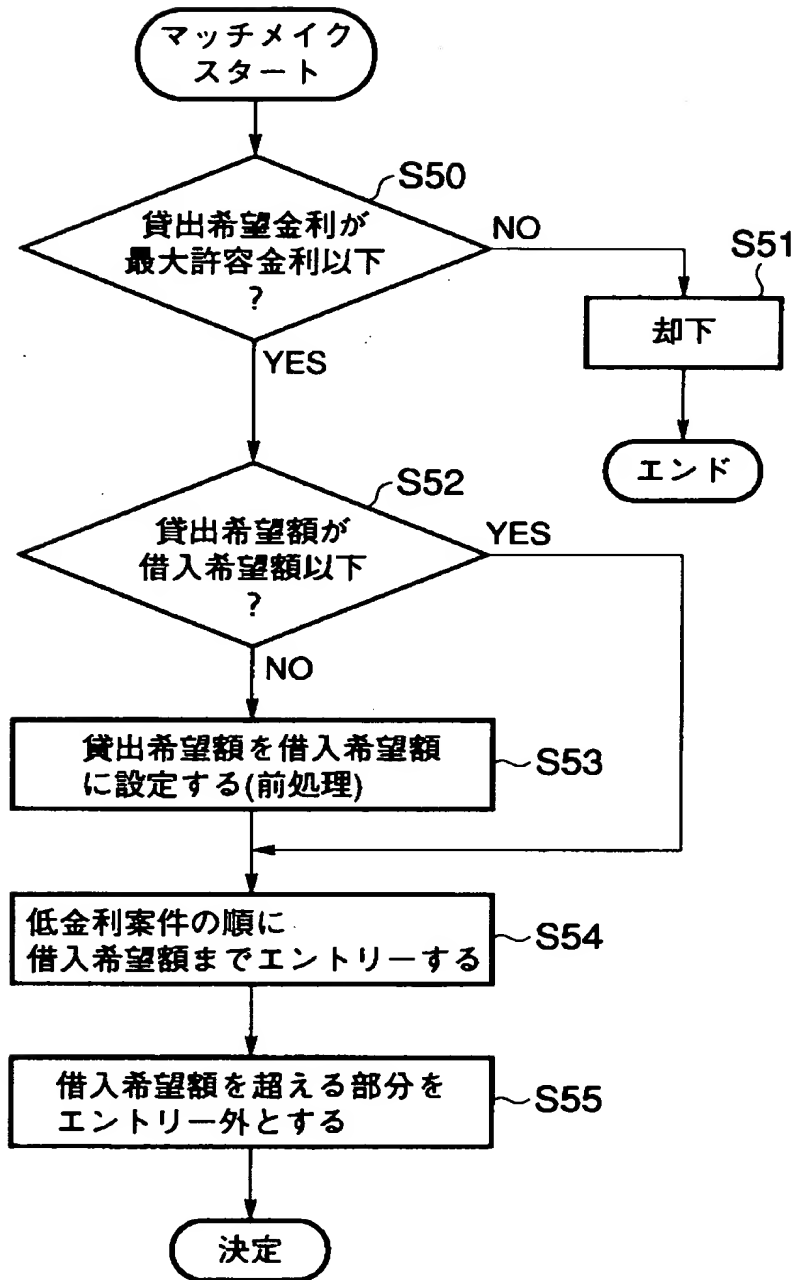 マッチメイク
スタート
S50
貸出希望金利が
最大許容金利以下
?
NO
S51
却下
エンド
YES
S52
貸出希望額が
借入希望額以下
?
YES
NO
貸出希望額を借入希望額
に設定する(前処理)
S53
低金利案件の順に
借入希望額までエントリーする
S54
借入希望額を超える部分を
エントリー外とする
S55
決定